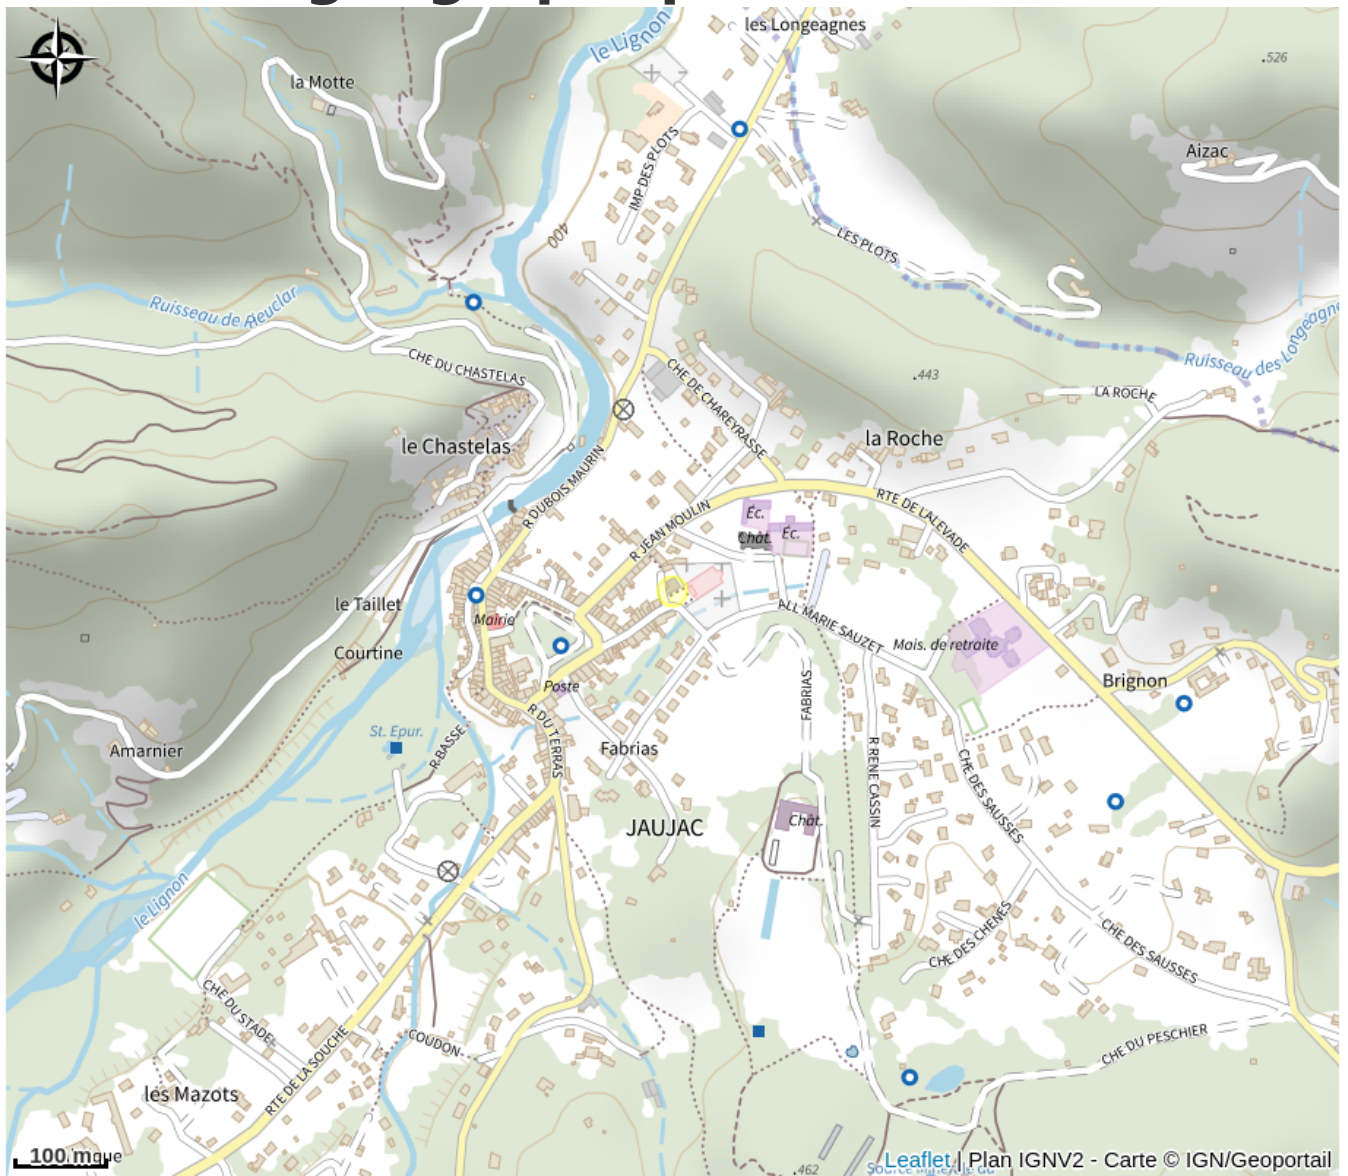 les Longeagnes
le Lignon
.526
la Motte
IMP DES PLOTS
Aizac
400
LES PLOTS
Ruisseau de Rieuclar
Ruisseau des Longeagnes
CHE DU CHASTELAS
CHE DE CHAREYRASSE
.443
LA ROCHE
le Chastelas
la Roche
R DUBOIS MAURIN
R JEAN MOULIN
RTE DE LALEVADE
Éc.
Chât.
Éc.
le Taillet
Mairie
ALL MARIE SAUZET
Mais. de retraite
Courtine
Poste
FABRIAS
Brignon
St. Epur.
R BASSE
R DU TERRAS
Fabrias
Amarnier
R RENE CASSIN
CHE DES SAUSSES
JAUJAC
Chât.
le Lignon
CHE DES CHENES
CHE DES SAUSSES
CHE DU STADE
COUDON
CHE DU PESCHIER
RTE DE LA SOUCHE
les Mazots
100 m
que
.462
Leaflet | Plan IGNV2 - Carte © IGN/Geoportail